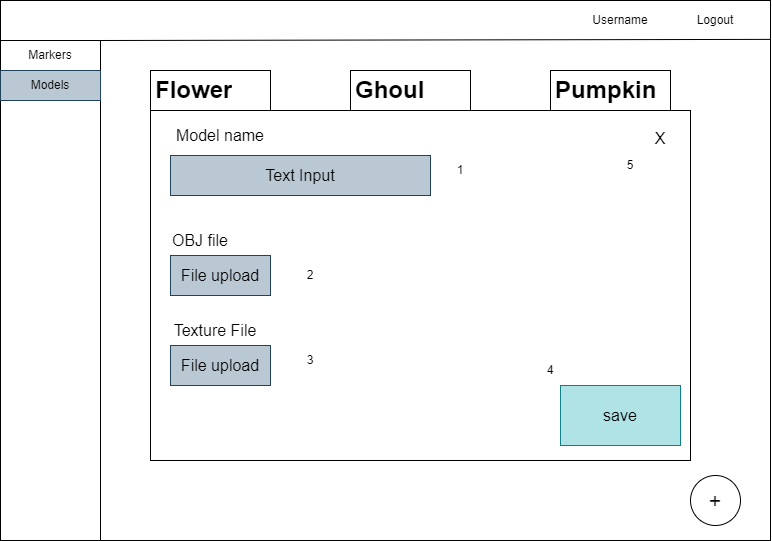 Username Logout
Markers
Models
Flower Ghoul Pumpkin
Model name
X
Text Input
1
5
OBJ file
File upload
2
Texture File
File upload
3
4
save
+